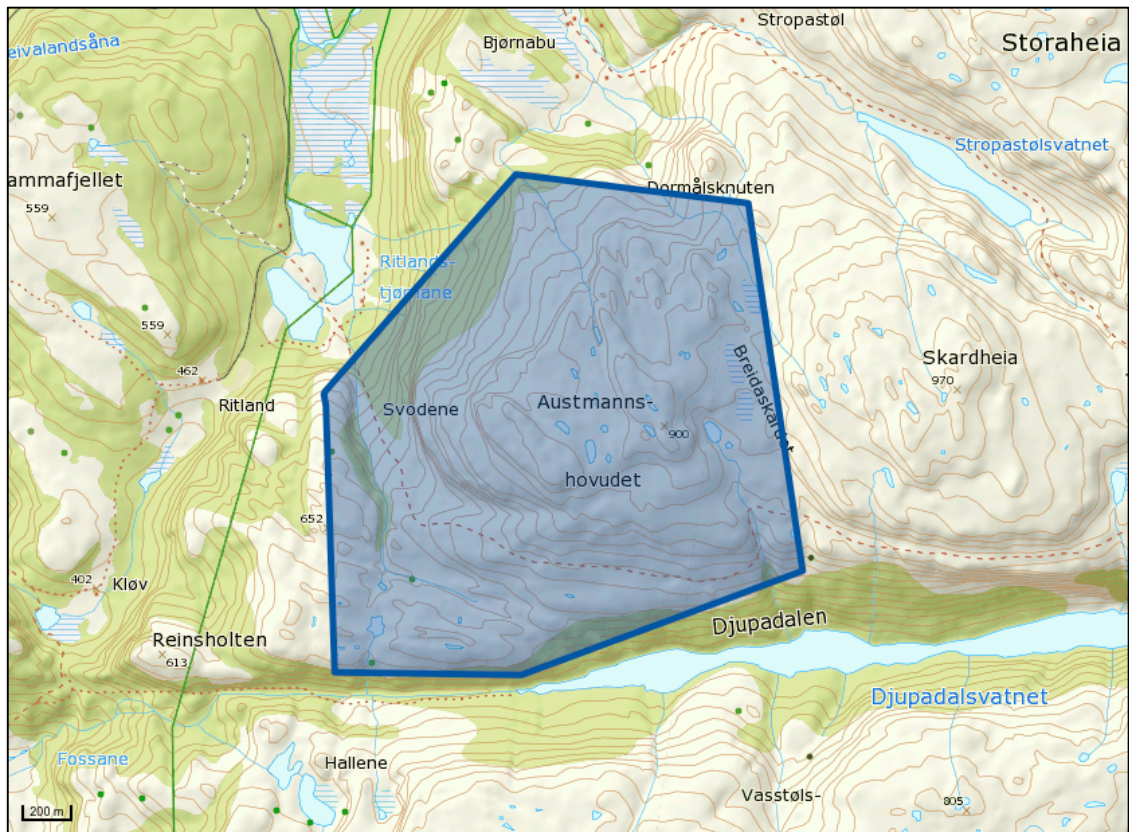 Stropastøl
Storaheia
eivalandsåna
Bjørnabu
Stropastølsvatnet
ammafjellet
559
Dormålsknuten
Ritlands-
tjørnane
559
Skardheia
970
462
Ritland
Svodene
Austmanns-
Breidaskardet
900
hovudet
652
402
Kløv
Djupadalen
Reinsholten
613
Djupadalsvatnet
Fossane
Hallene
Vasstøls-
805
200 m